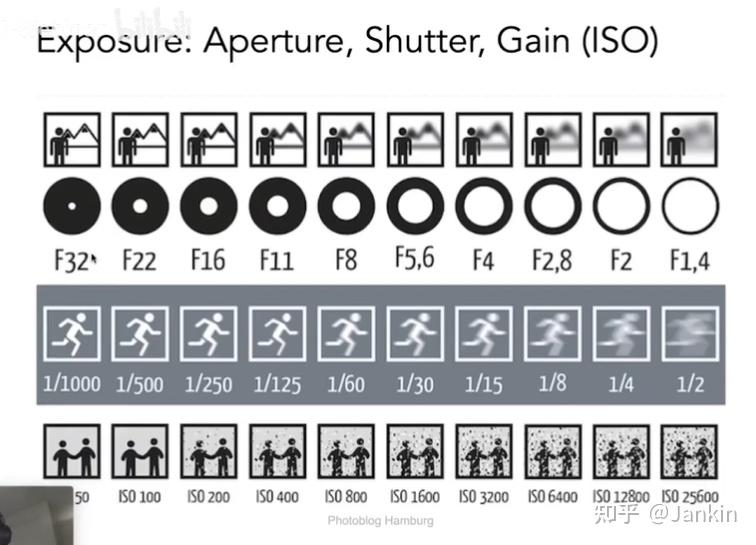 Exposure: Aperture, Shutter, Gain (ISO)
F32 F22 F16 F11 F8 F5,6 F4 F2,8 F2 F1,4
1/1000 1/500 1/250 1/125 1/60 1/30 1/15 1/8 1/4 1/2
50 ISO 100 ISO 200 ISO 400 ISO 800 ISO 1600 ISO 3200 ISO 6400 ISO 12800 ISO 25600
知乎 @Jankin
Photoblog Hamburg